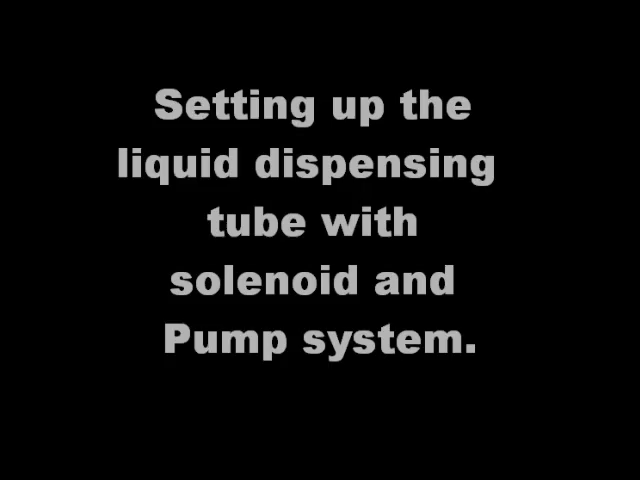 Setting up the
liquid dispensing
tube with
solenoid and
Pump system.